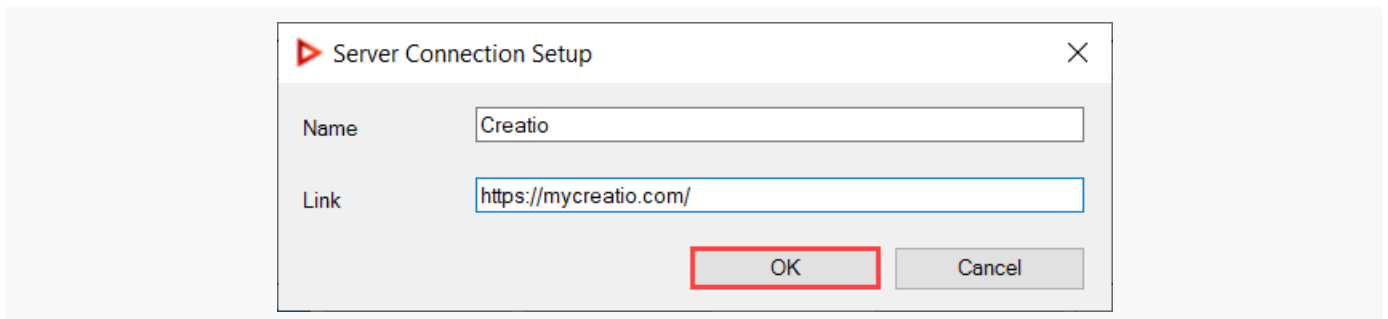 Server Connection Setup
Name Creatio
Link https://mycreatio.com/
OK Cancel